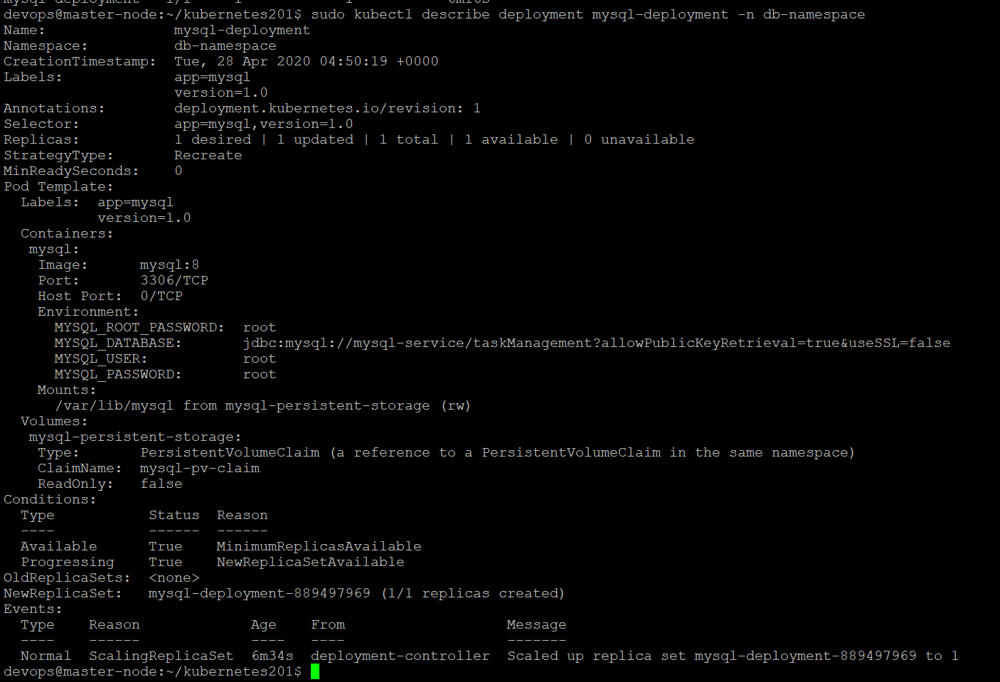 mysql-deployment   1/1     1            1           6m16s
devops@master-node:~/kubernetes201$ sudo kubectl describe deployment mysql-deployment -n db-namespace
Name:               mysql-deployment
Namespace:          db-namespace
CreationTimestamp:  Tue, 28 Apr 2020 04:50:19 +0000
Labels:             app=mysql
                    version=1.0
Annotations:        deployment.kubernetes.io/revision: 1
Selector:           app=mysql,version=1.0
Replicas:           1 desired | 1 updated | 1 total | 1 available | 0 unavailable
StrategyType:       Recreate
MinReadySeconds:    0
Pod Template:
  Labels:  app=mysql
           version=1.0
  Containers:
   mysql:
    Image:      mysql:8
    Port:       3306/TCP
    Host Port:  0/TCP
    Environment:
      MYSQL_ROOT_PASSWORD:  root
      MYSQL_DATABASE:       jdbc:mysql://mysql-service/taskManagement?allowPublicKeyRetrieval=true&useSSL=false
      MYSQL_USER:           root
      MYSQL_PASSWORD:       root
    Mounts:
      /var/lib/mysql from mysql-persistent-storage (rw)
  Volumes:
   mysql-persistent-storage:
    Type:       PersistentVolumeClaim (a reference to a PersistentVolumeClaim in the same namespace)
    ClaimName:  mysql-pv-claim
    ReadOnly:   false
Conditions:
  Type           Status  Reason
  ----           ------  ------
  Available      True    MinimumReplicasAvailable
  Progressing    True    NewReplicaSetAvailable
OldReplicaSets:  <none>
NewReplicaSet:   mysql-deployment-889497969 (1/1 replicas created)
Events:
  Type    Reason             Age    From                   Message
  ----    ------             ----   ----                   -------
  Normal  ScalingReplicaSet  6m34s  deployment-controller  Scaled up replica set mysql-deployment-889497969 to 1
devops@master-node:~/kubernetes201$